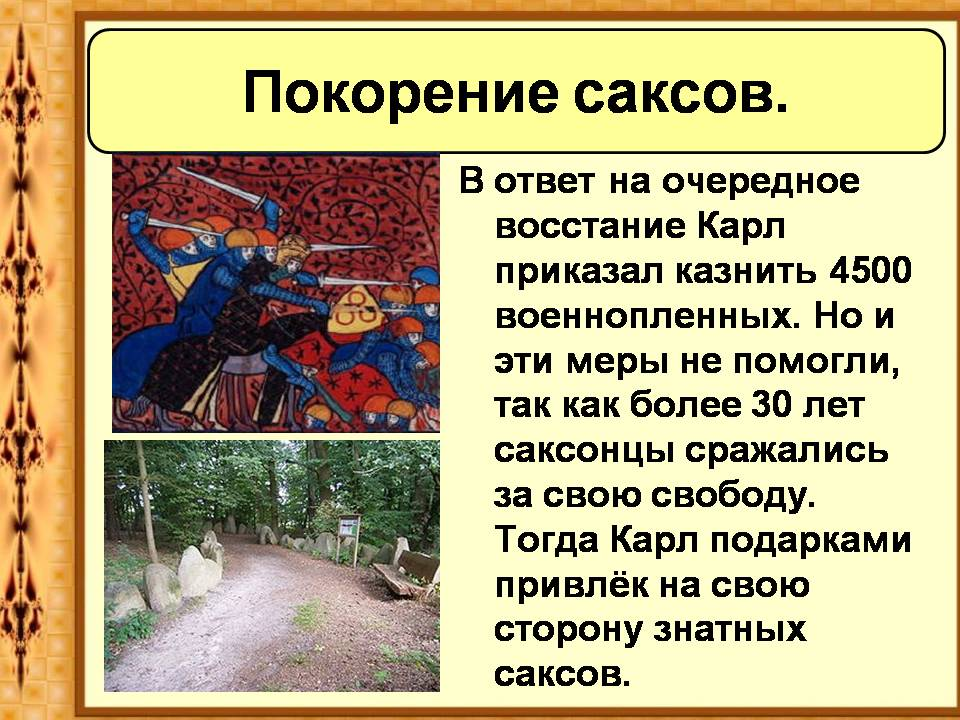 Покорение саксов.
В ответ на очередное
восстание Карл
приказал казнить 4500
военнопленных. Но и
эти меры не помогли,
так как более 30 лет
саксонцы сражались
за свою свободу.
Тогда Карл подарками
привлёк на свою
сторону знатных
саксов.